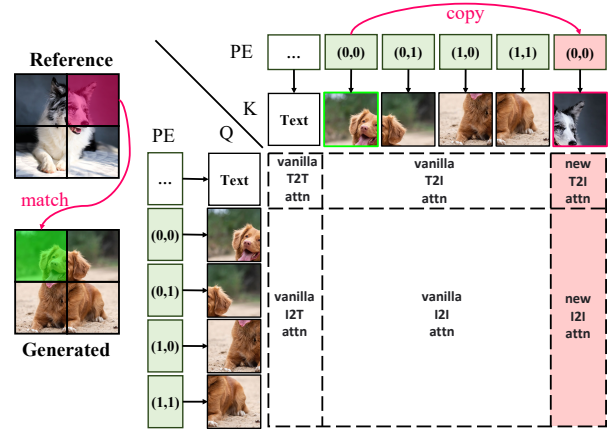 copy
PE
...
(0,0)
(0,1)
(1,0)
(1,1)
(0,0)
Reference
K
Text
PE
Q
match
...
Text
vanilla
T2T
attn
vanilla
T2I
attn
new
T2I
attn
(0,0)
(0,1)
(1,0)
(1,1)
vanilla
I2T
attn
vanilla
I2I
attn
new
I2I
attn
Generated